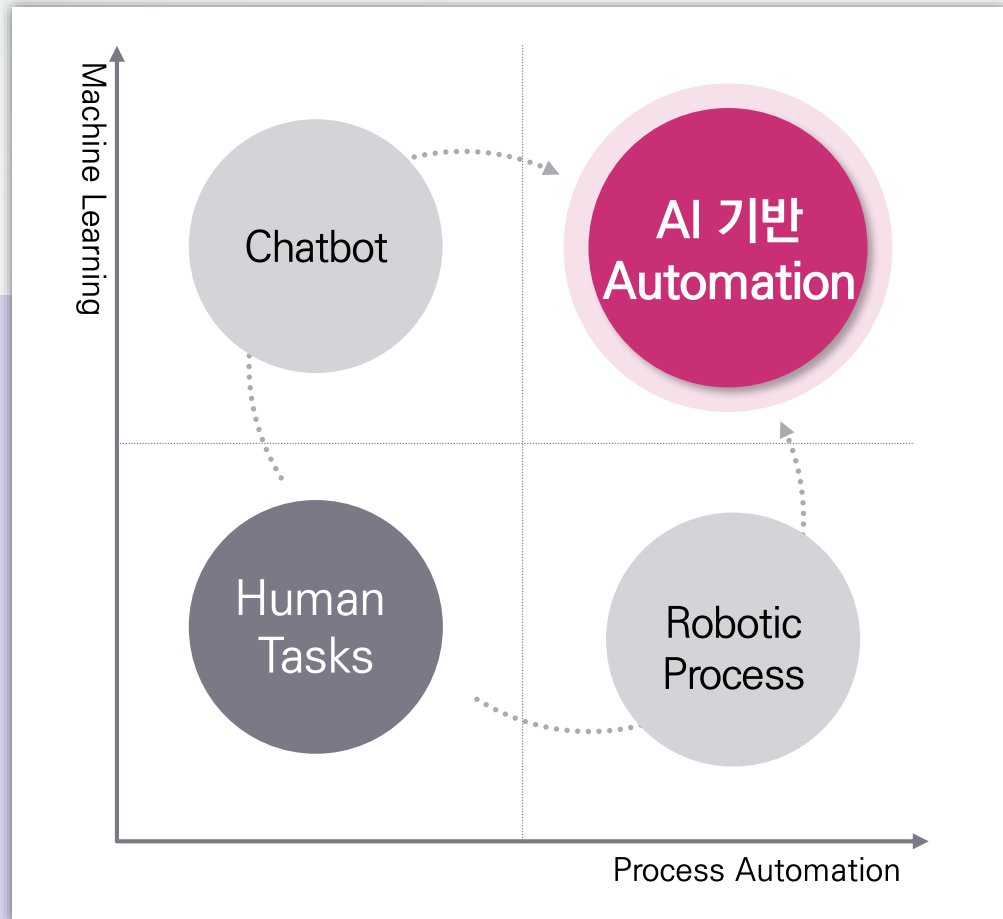 Machine Learning
Chatbot
AI 기반
Automation
Human
Tasks
Robotic
Process
Process Automation